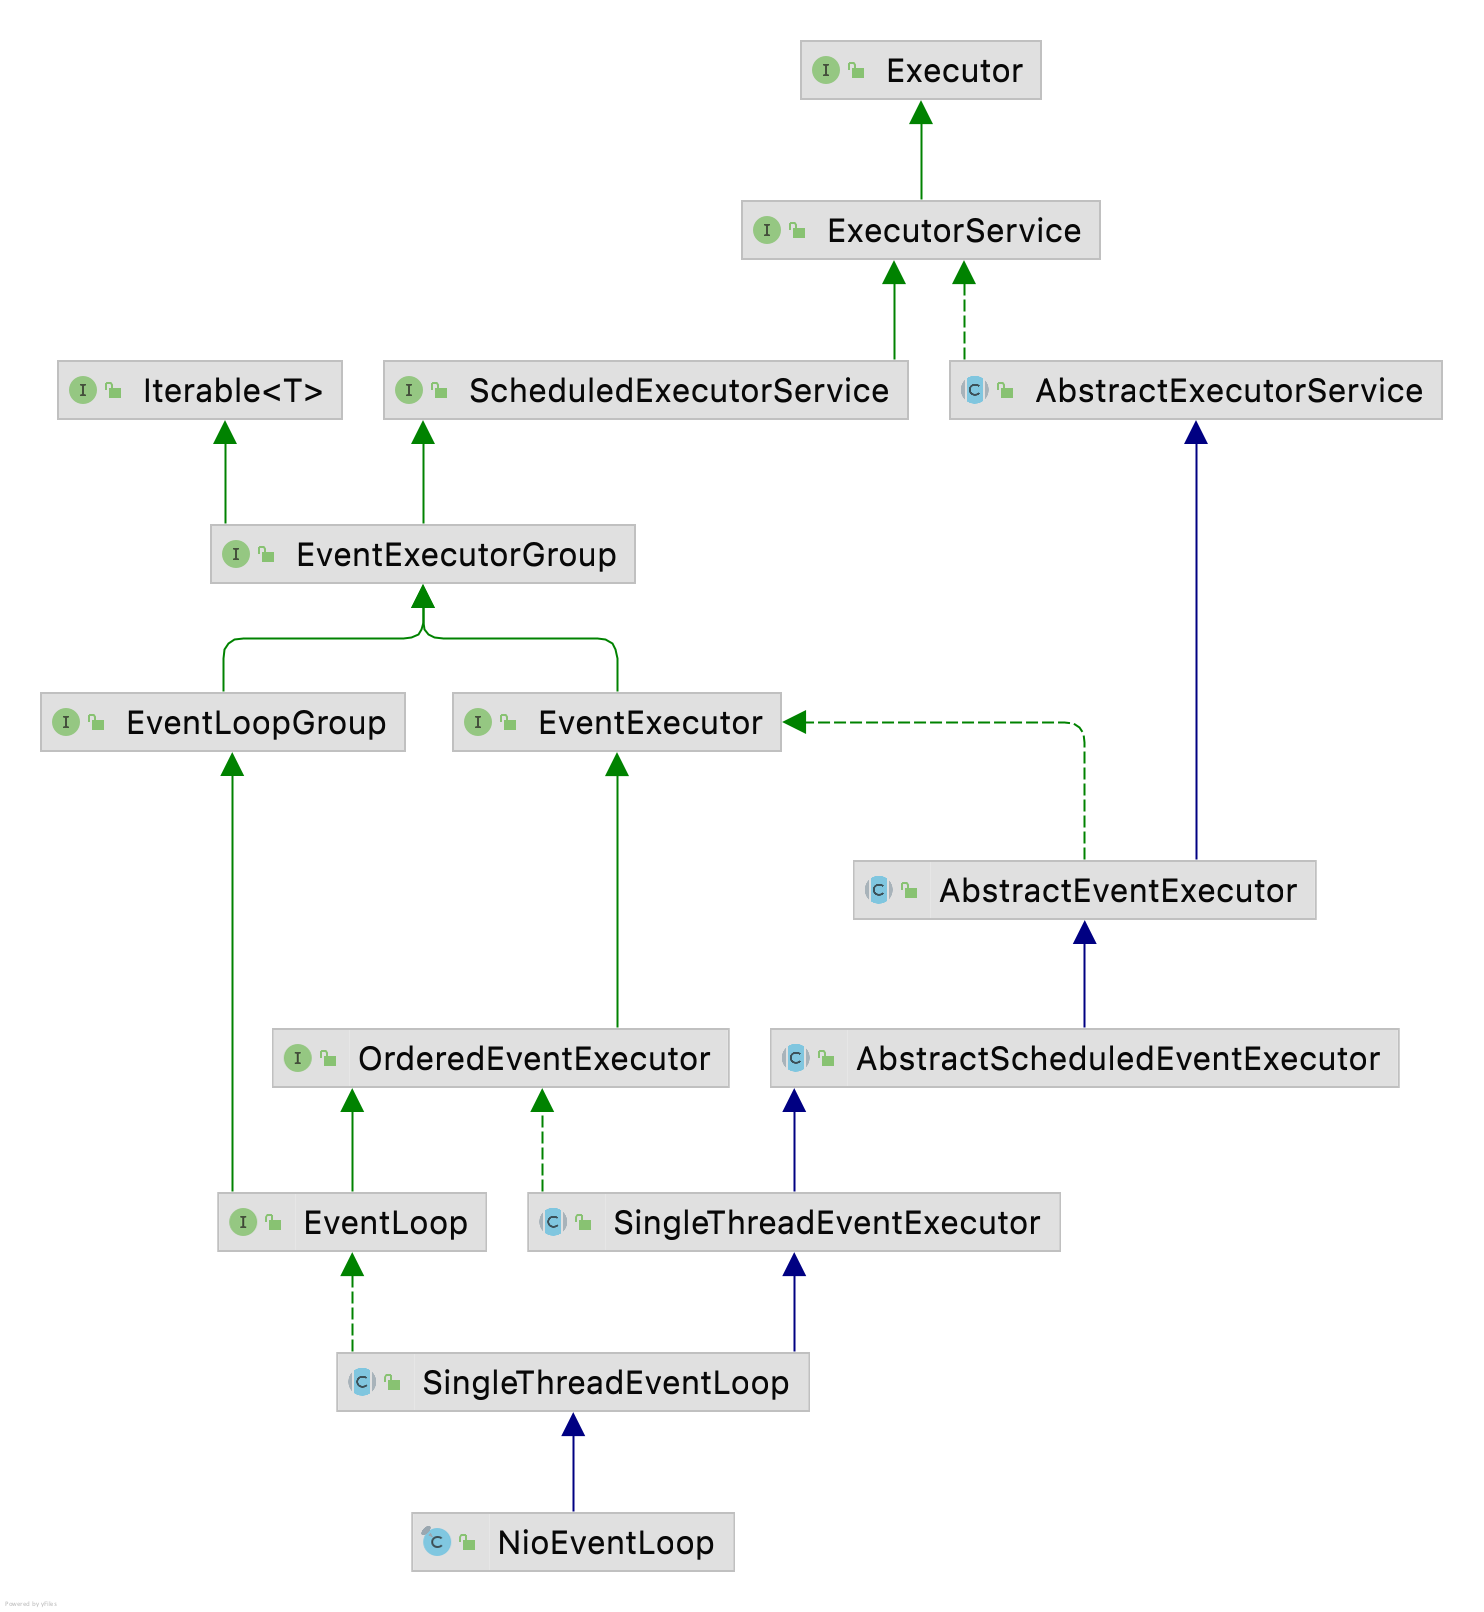 Executor
ExecutorService
Iterable<T>
ScheduledExecutorService
AbstractExecutorService
EventExecutorGroup
EventLoopGroup
EventExecutor
AbstractEventExecutor
OrderedEventExecutor
AbstractScheduledEventExecutor
EventLoop
SingleThreadEventExecutor
SingleThreadEventLoop
NioEventLoop
Powered by yFiles